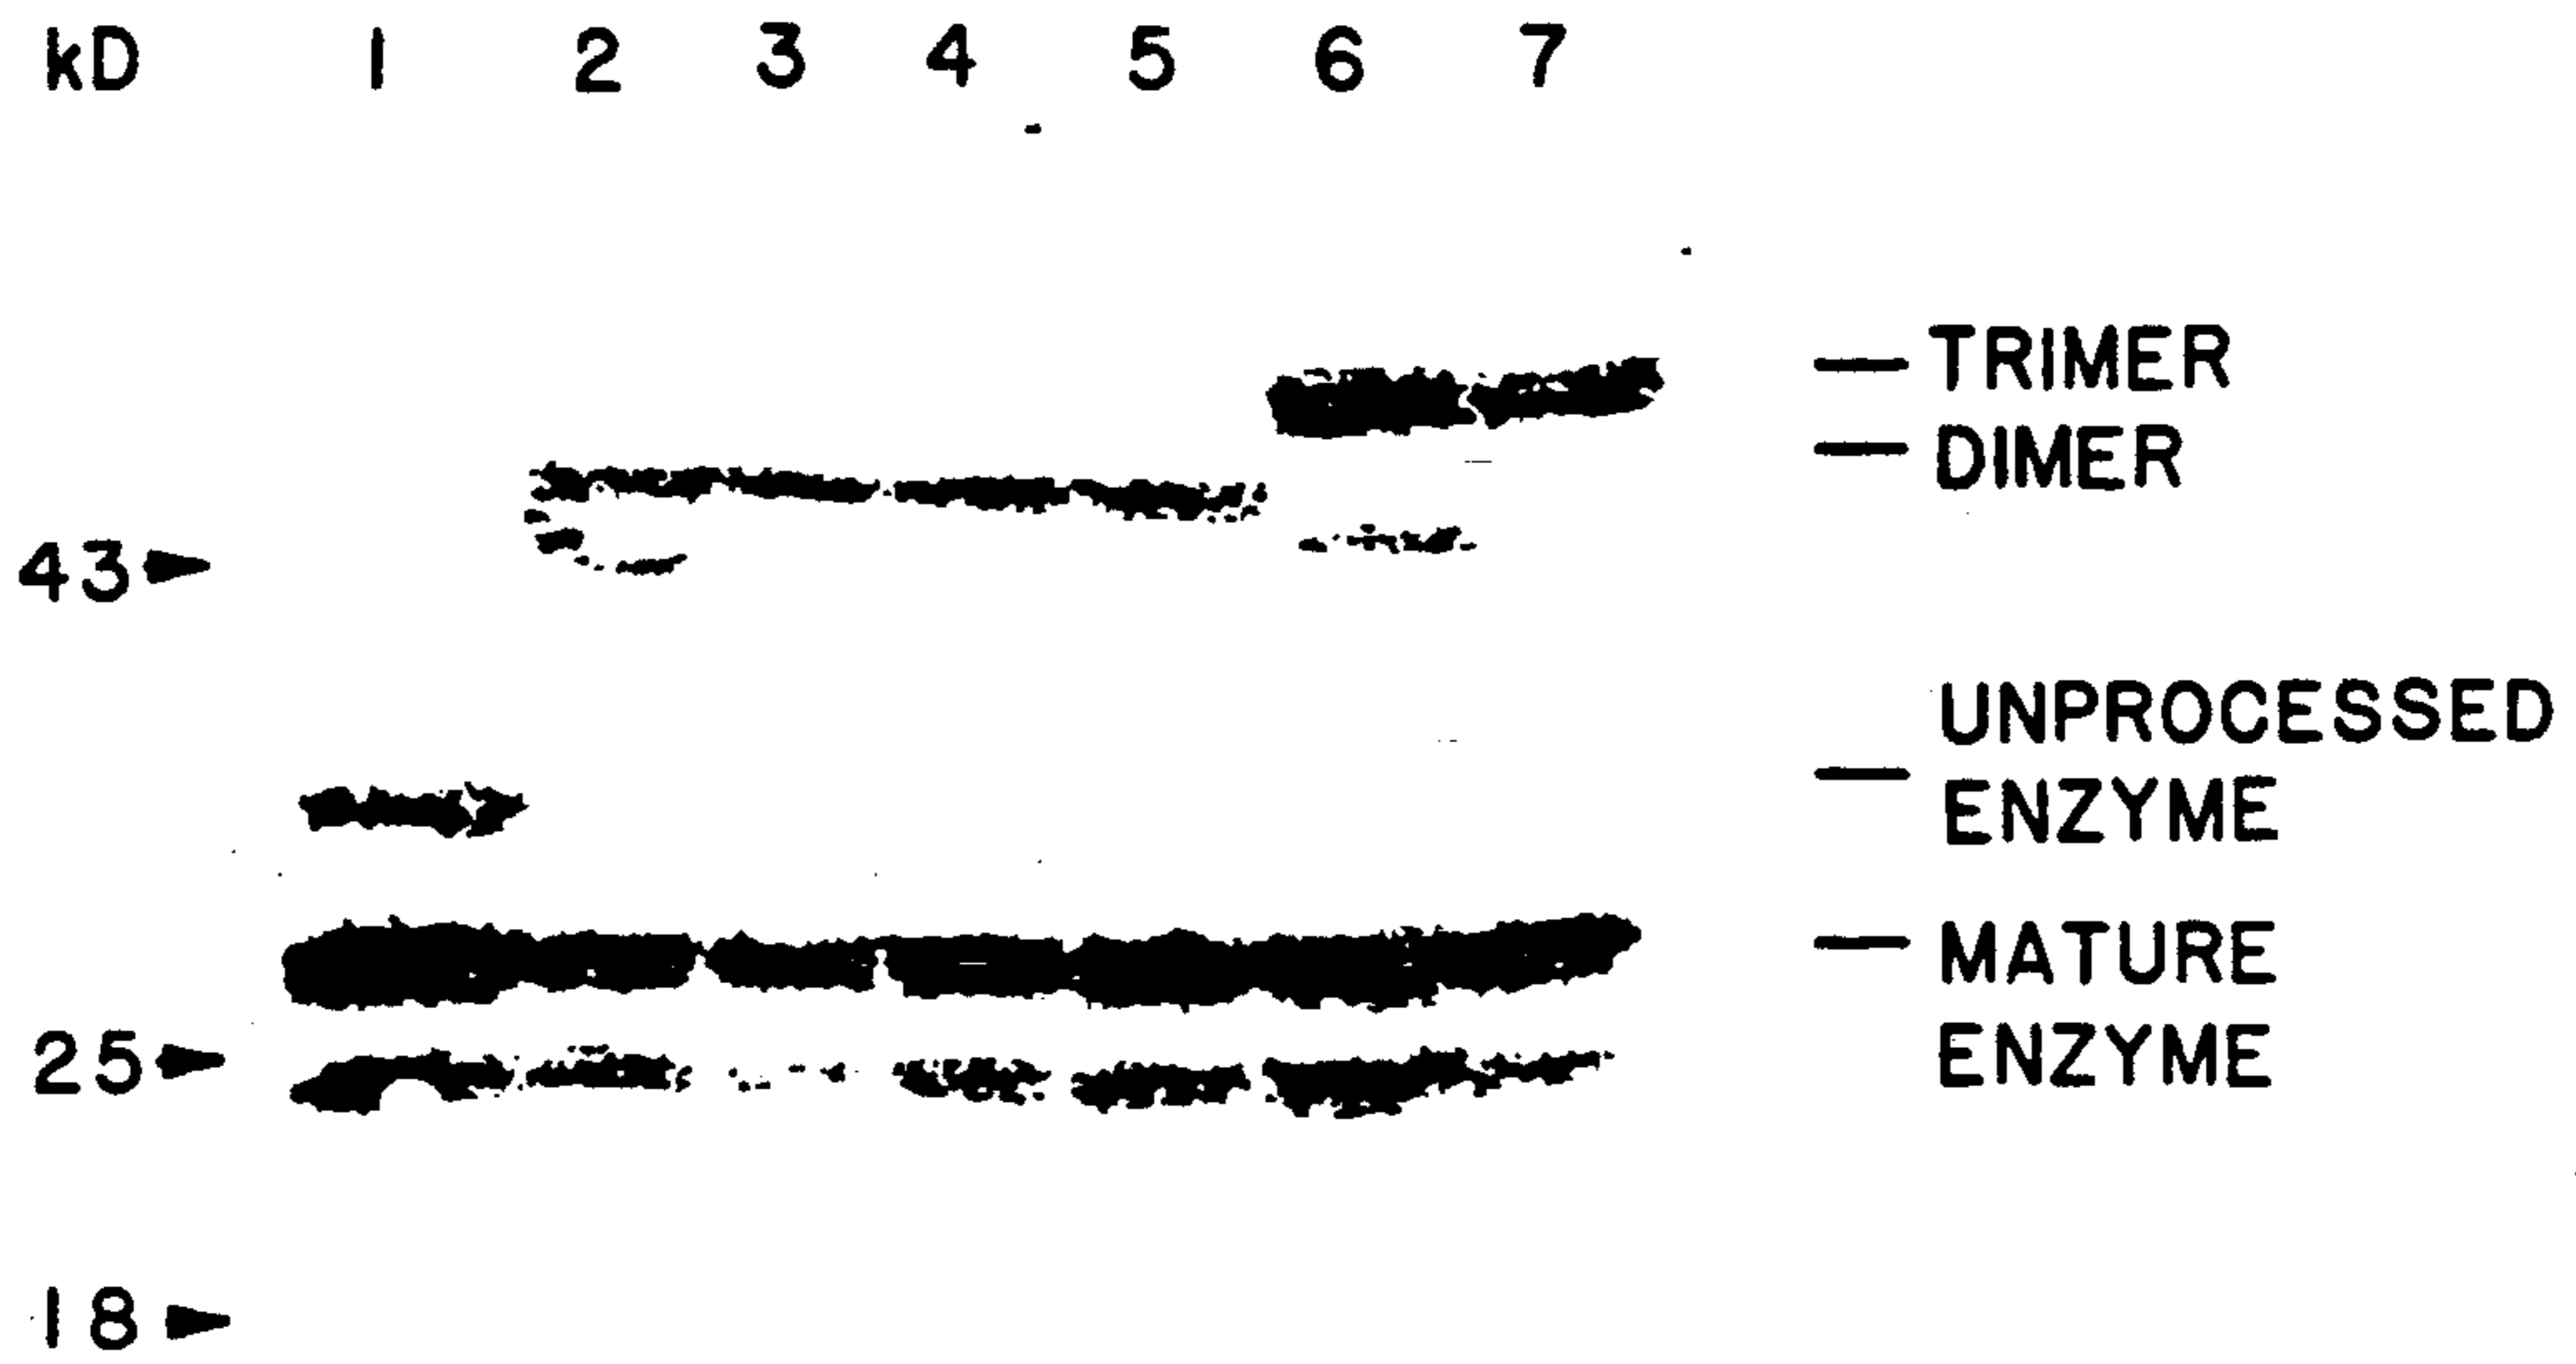 kD 1 2 3 4 5 6 7
TRIMER
DIMER
43
UNPROCESSED
ENZYME
MATURE
25
ENZYME
18